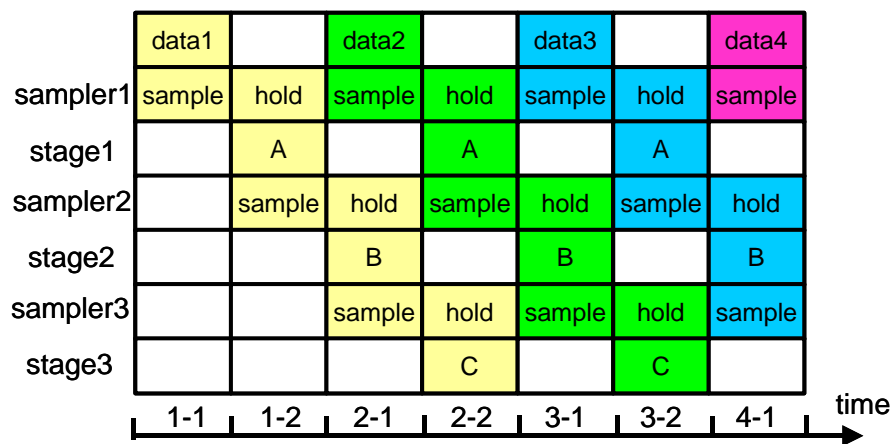 data1 data2 data3 data4
sampler1 sample hold sample hold sample hold sample
stage1 A A A
sampler2 sample hold sample hold sample hold
stage2 B B B
sampler3 sample hold sample hold sample
stage3 C C
time
1-1 1-2 2-1 2-2 3-1 3-2 4-1